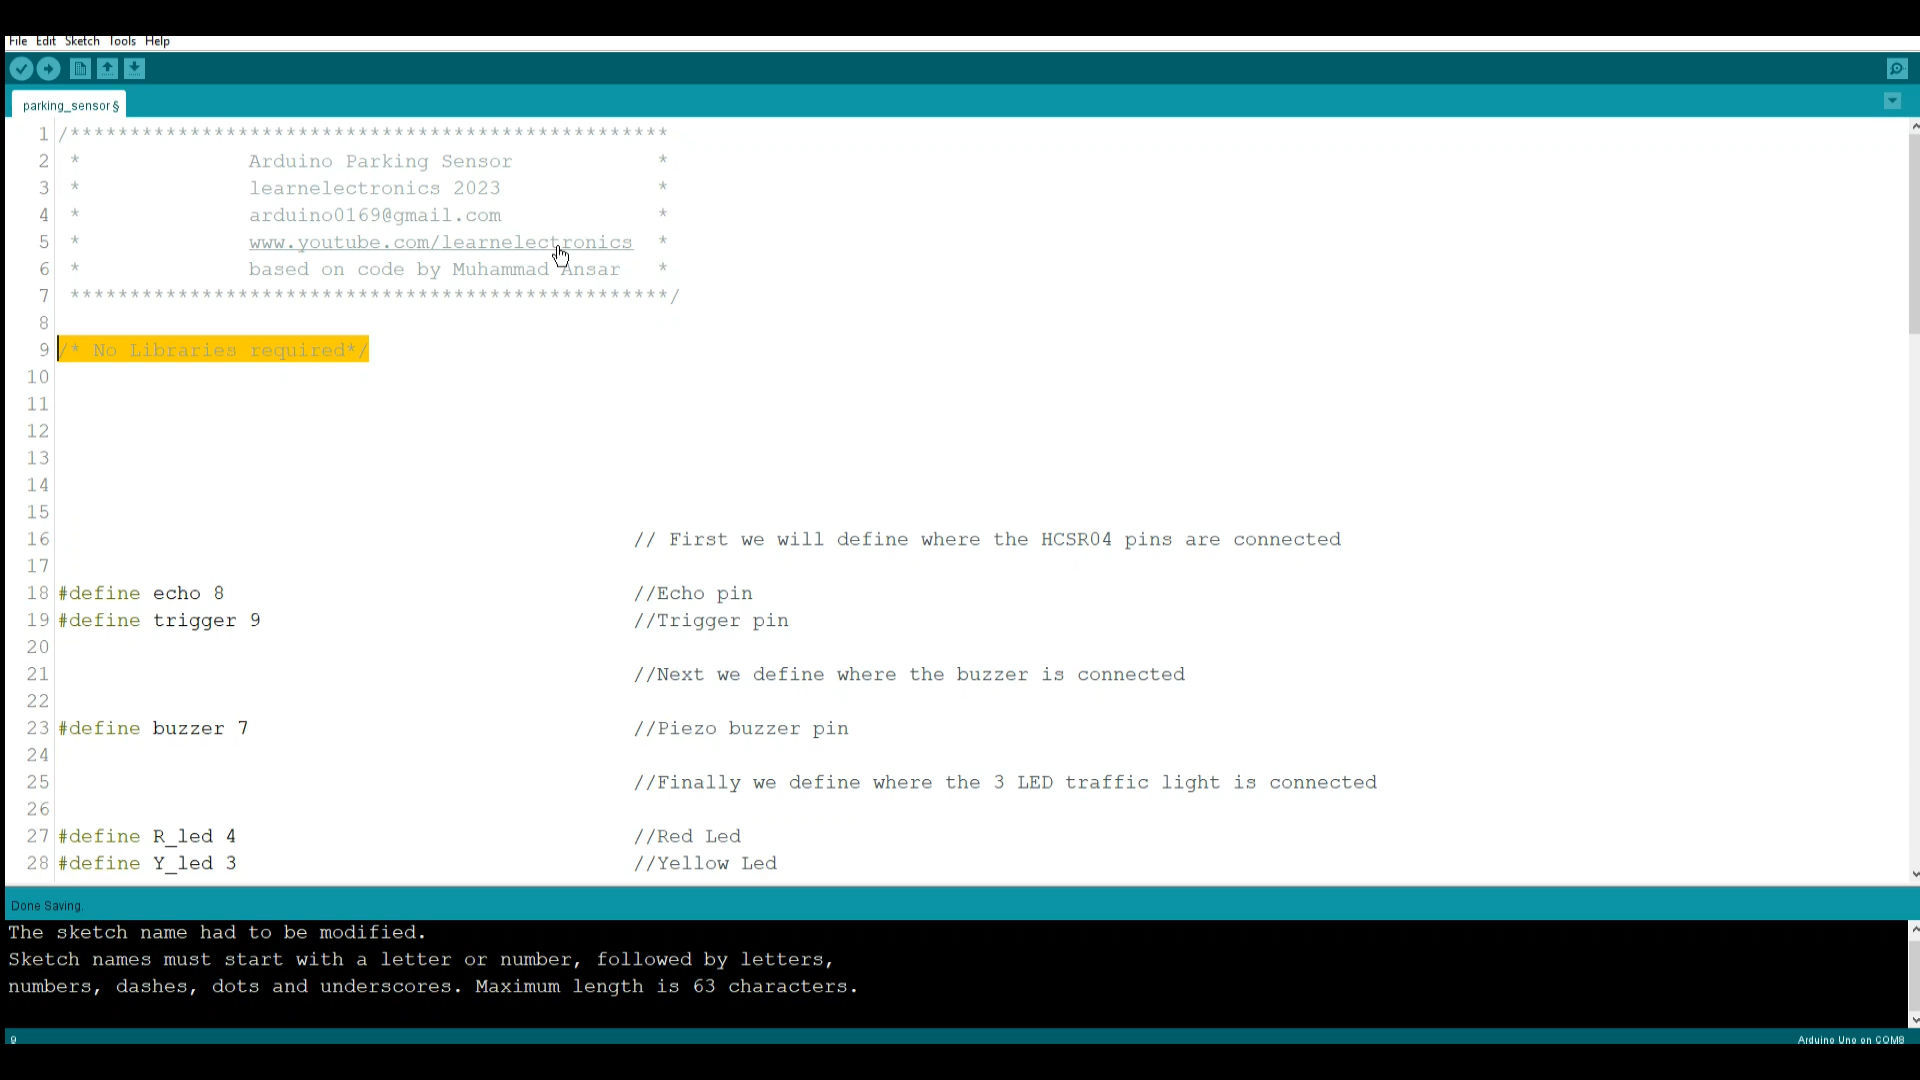 File Edit Sketch Tools Help
parking_sensor §
1 /**************************************************
2 * Arduino Parking Sensor *
3 * learnelectronics 2023 *
4 * arduino0169@gmail.com *
5 * www.youtube.com/learnelectronics *
6 * based on code by Muhammad Ansar *
7 **************************************************/
8
9 /* No Libraries required*/
10
11
12
13
14
15
16 // First we will define where the HCSR04 pins are connected
17
18 #define echo 8 //Echo pin
19 #define trigger 9 //Trigger pin
20
21 //Next we define where the buzzer is connected
22
23 #define buzzer 7 //Piezo buzzer pin
24
25 //Finally we define where the 3 LED traffic light is connected
26
27 #define R_led 4 //Red Led
28 #define Y_led 3 //Yellow Led
Done Saving.
The sketch name had to be modified.
Sketch names must start with a letter or number, followed by letters,
numbers, dashes, dots and underscores. Maximum length is 63 characters.
9 Arduino Uno on COM8